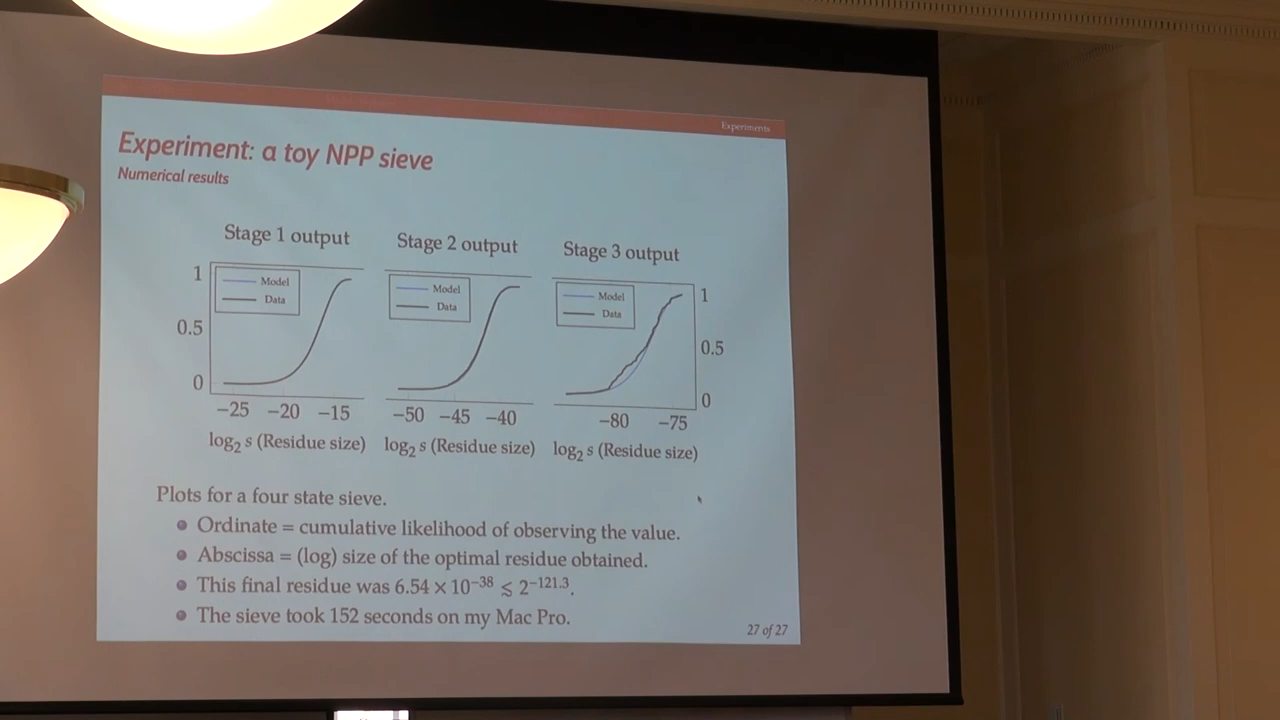 Experiments
Experiment: a toy NPP sieve
Numerical results
Stage 1 output
Stage 2 output
Stage 3 output
1
0.5
0
Model
Data
Model
Data
Model
Data
1
0.5
0
−25 −20 −15
−50 −45 −40
−80 −75
log₂ s (Residue size)
log₂ s (Residue size)
log₂ s (Residue size)
Plots for a four state sieve.
Ordinate = cumulative likelihood of observing the value.
Abscissa = (log) size of the optimal residue obtained.
This final residue was 6.54 × 10⁻³⁸ ≲ 2⁻¹²¹·³.
The sieve took 152 seconds on my Mac Pro.
27 of 27